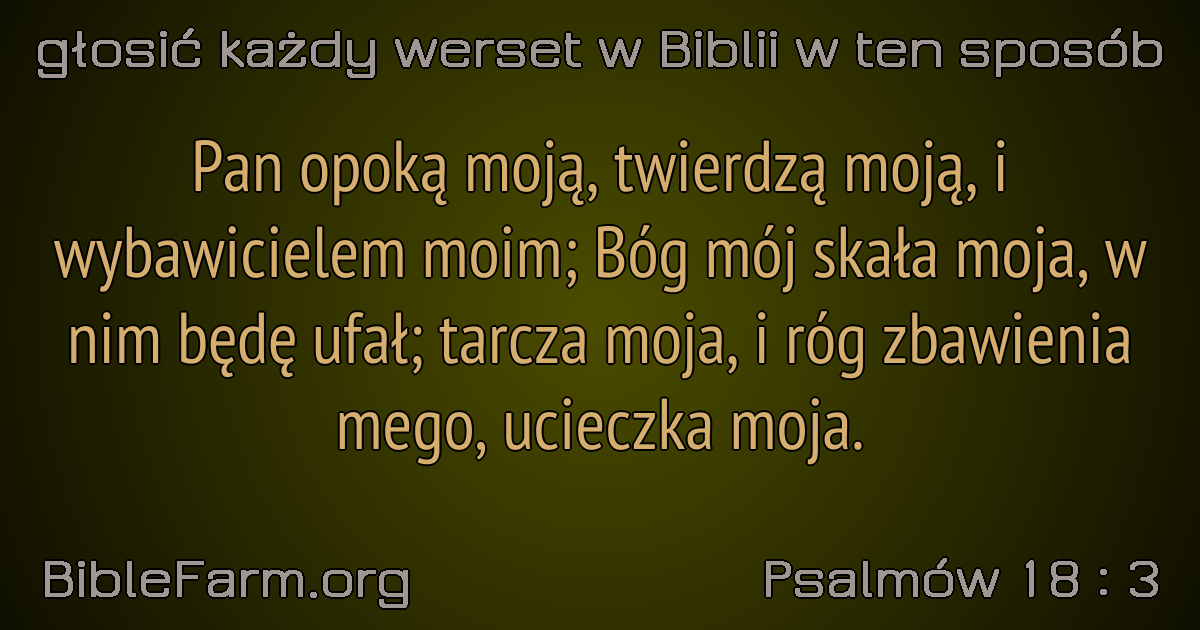 głosić każdy werset w Biblii w ten sposób
Pan opoką moją, twierdzą moją, i
wybawicielem moim; Bóg mój skała moja, w
nim będę ufał; tarcza moja, i róg zbawienia
mego, ucieczka moja.
BibleFarm.org
Psalmów 18 : 3